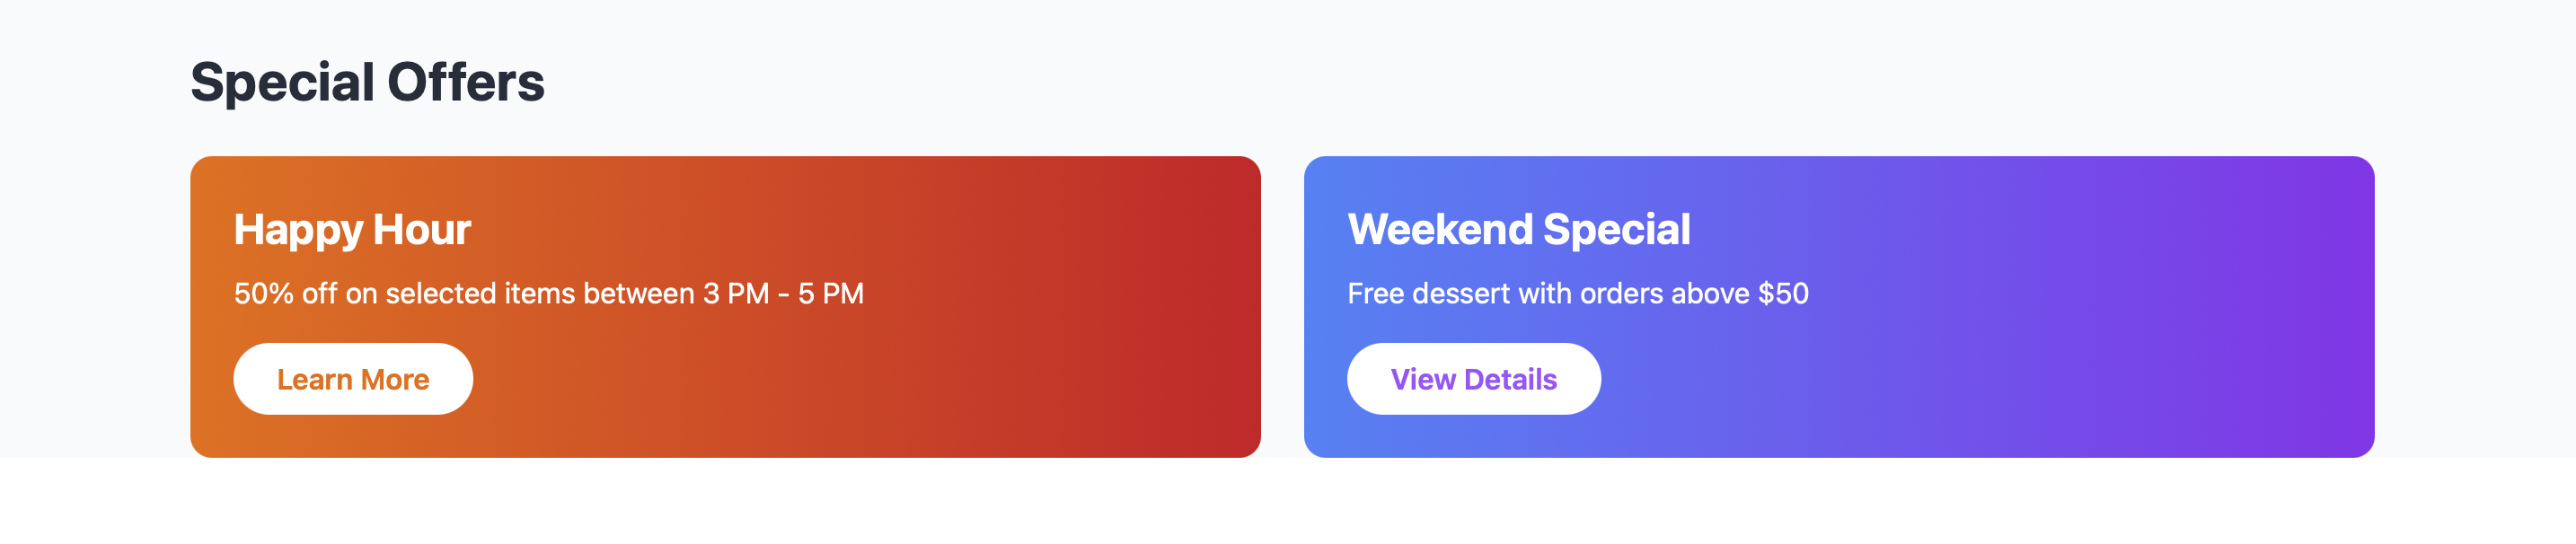 Special Offers
Happy Hour
50% off on selected items between 3 PM - 5 PM
Learn More
Weekend Special
Free dessert with orders above $50
View Details